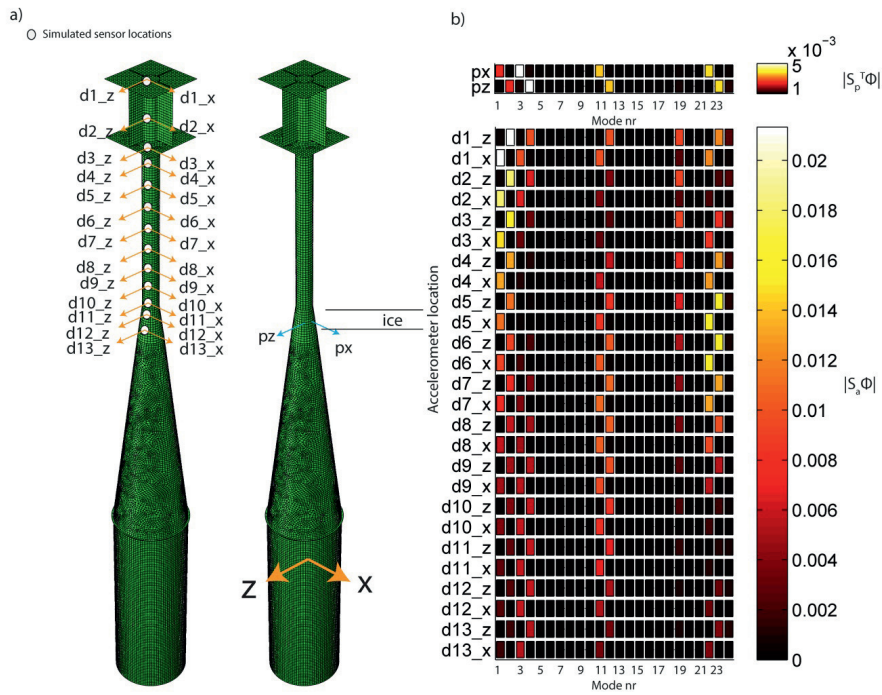 a)
Simulated sensor locations
d1_z
d1_x
d2_z
d2_x
d3_z
d3_x
d4_z
d4_x
d5_z
d5_x
d6_z
d6_x
d7_z
d7_x
d8_z
d8_x
d9_z
d9_x
d10_z
d10_x
d11_z
d11_x
d12_z
d12_x
d13_z
d13_x
ice
pz
px
z
x
b)
px
pz
1 3 5 7 9 11 13 15 17 19 21 23
Mode nr
x 10⁻³
5
0
|SₚᵀΦ|
Accelerometer location
d1_z
d1_x
d2_z
d2_x
d3_z
d3_x
d4_z
d4_x
d5_z
d5_x
d6_z
d6_x
d7_z
d7_x
d8_z
d8_x
d9_z
d9_x
d10_z
d10_x
d11_z
d11_x
d12_z
d12_x
d13_z
d13_x
1 3 5 7 9 11 13 15 17 19 21 23
Mode nr
0.02
0.018
0.016
0.014
0.012
0.01
0.008
0.006
0.004
0.002
0
|SₐΦ|